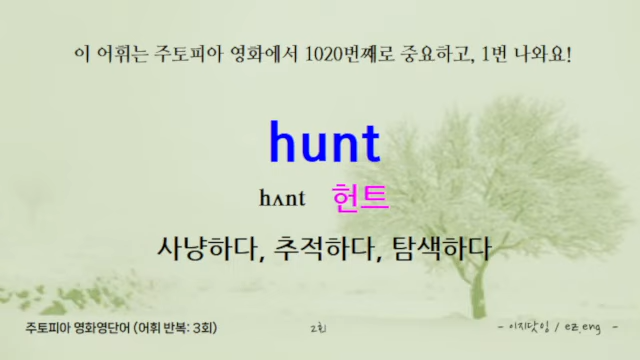 이 어휘는 주토피아 영화에서 1020번째로 중요하고, 1번 나와요!
hunt
hʌnt 헌트
사냥하다, 추적하다, 탐색하다
주토피아 영화영단어 (어휘 반복: 3회) 2회 - 이지닷잉 / ez.eng -